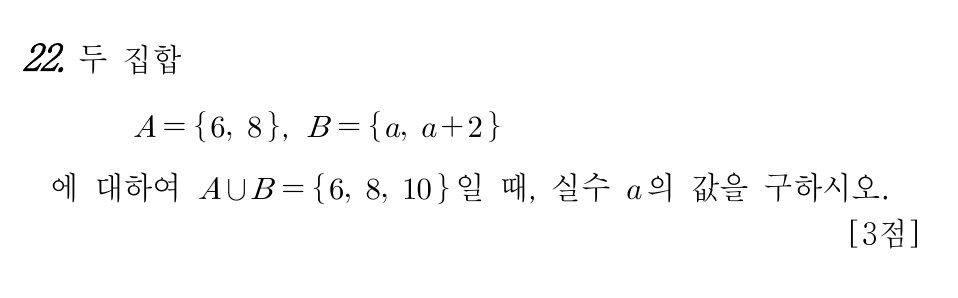 22. 두 집합
A={6, 8}, B={a, a+2}
에 대하여 A∪B={6, 8, 10}일 때, 실수 a의 값을 구하시오.
[3점]